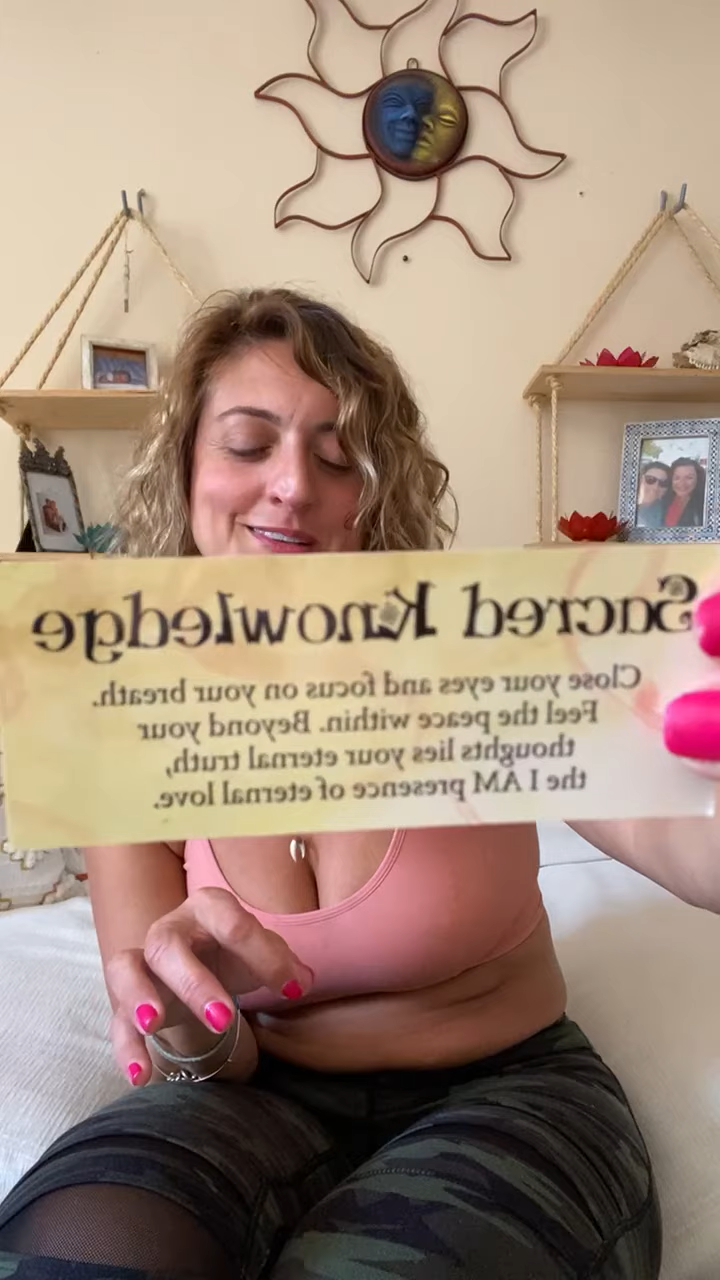 Sacred Knowledge
Close your eyes and focus on your breath.
Feel the peace within. Beyond your
thoughts lies your eternal truth,
the I AM presence of eternal love.